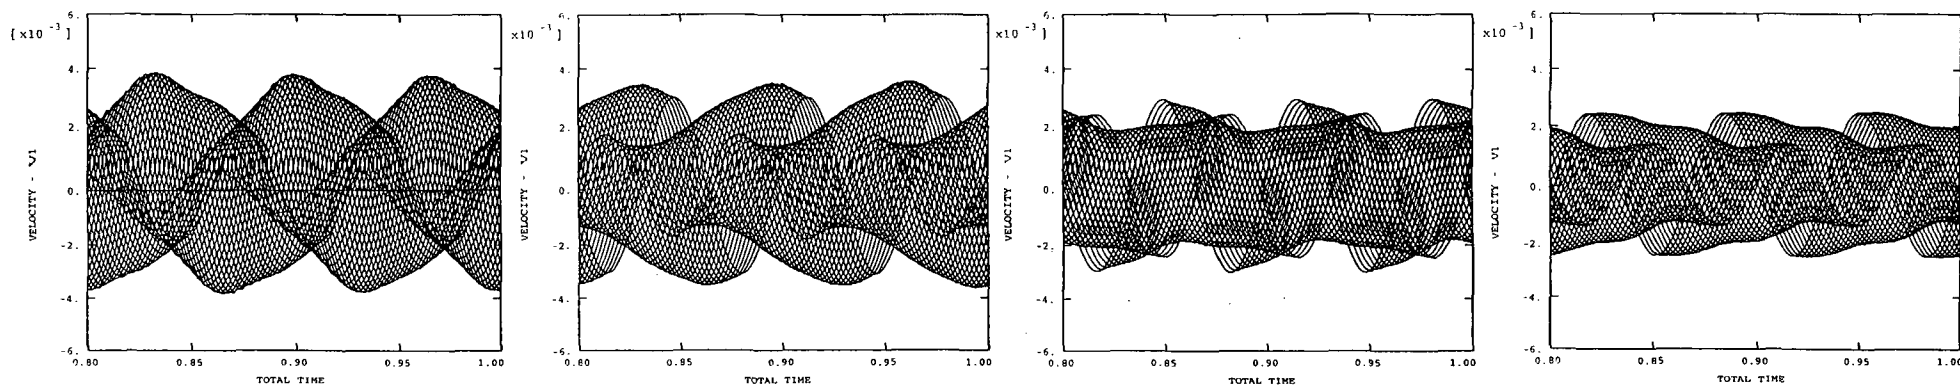 6.
[x10 -3 ]
4.
2.
0.
-2.
-4.
-6.
VELOCITY - V1
0.80 0.85 0.90 0.95 1.00
TOTAL TIME
6.
x10 -3 ]
4.
2.
0.
-2.
-4.
-6.
VELOCITY - V1
0.80 0.85 0.90 0.95 1.00
TOTAL TIME
6.
x10 -3 ]
4.
2.
0.
-2.
-4.
-6.
VELOCITY - V1
0.80 0.85 0.90 0.95 1.00
TOTAL TIME
6.
x10 -3 ]
4.
2.
0.
-2.
-4.
-6.
VELOCITY - V1
0.80 0.85 0.90 0.95 1.00
TOTAL TIME